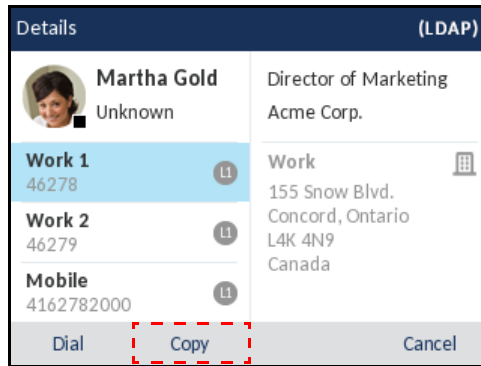 Details (LDAP)
Martha Gold
Unknown
Work 1
46278
L1
Work 2
46279
L1
Mobile
4162782000
L1
Director of Marketing
Acme Corp.
Work
155 Snow Blvd.
Concord, Ontario
L4K 4N9
Canada
Dial Copy Cancel